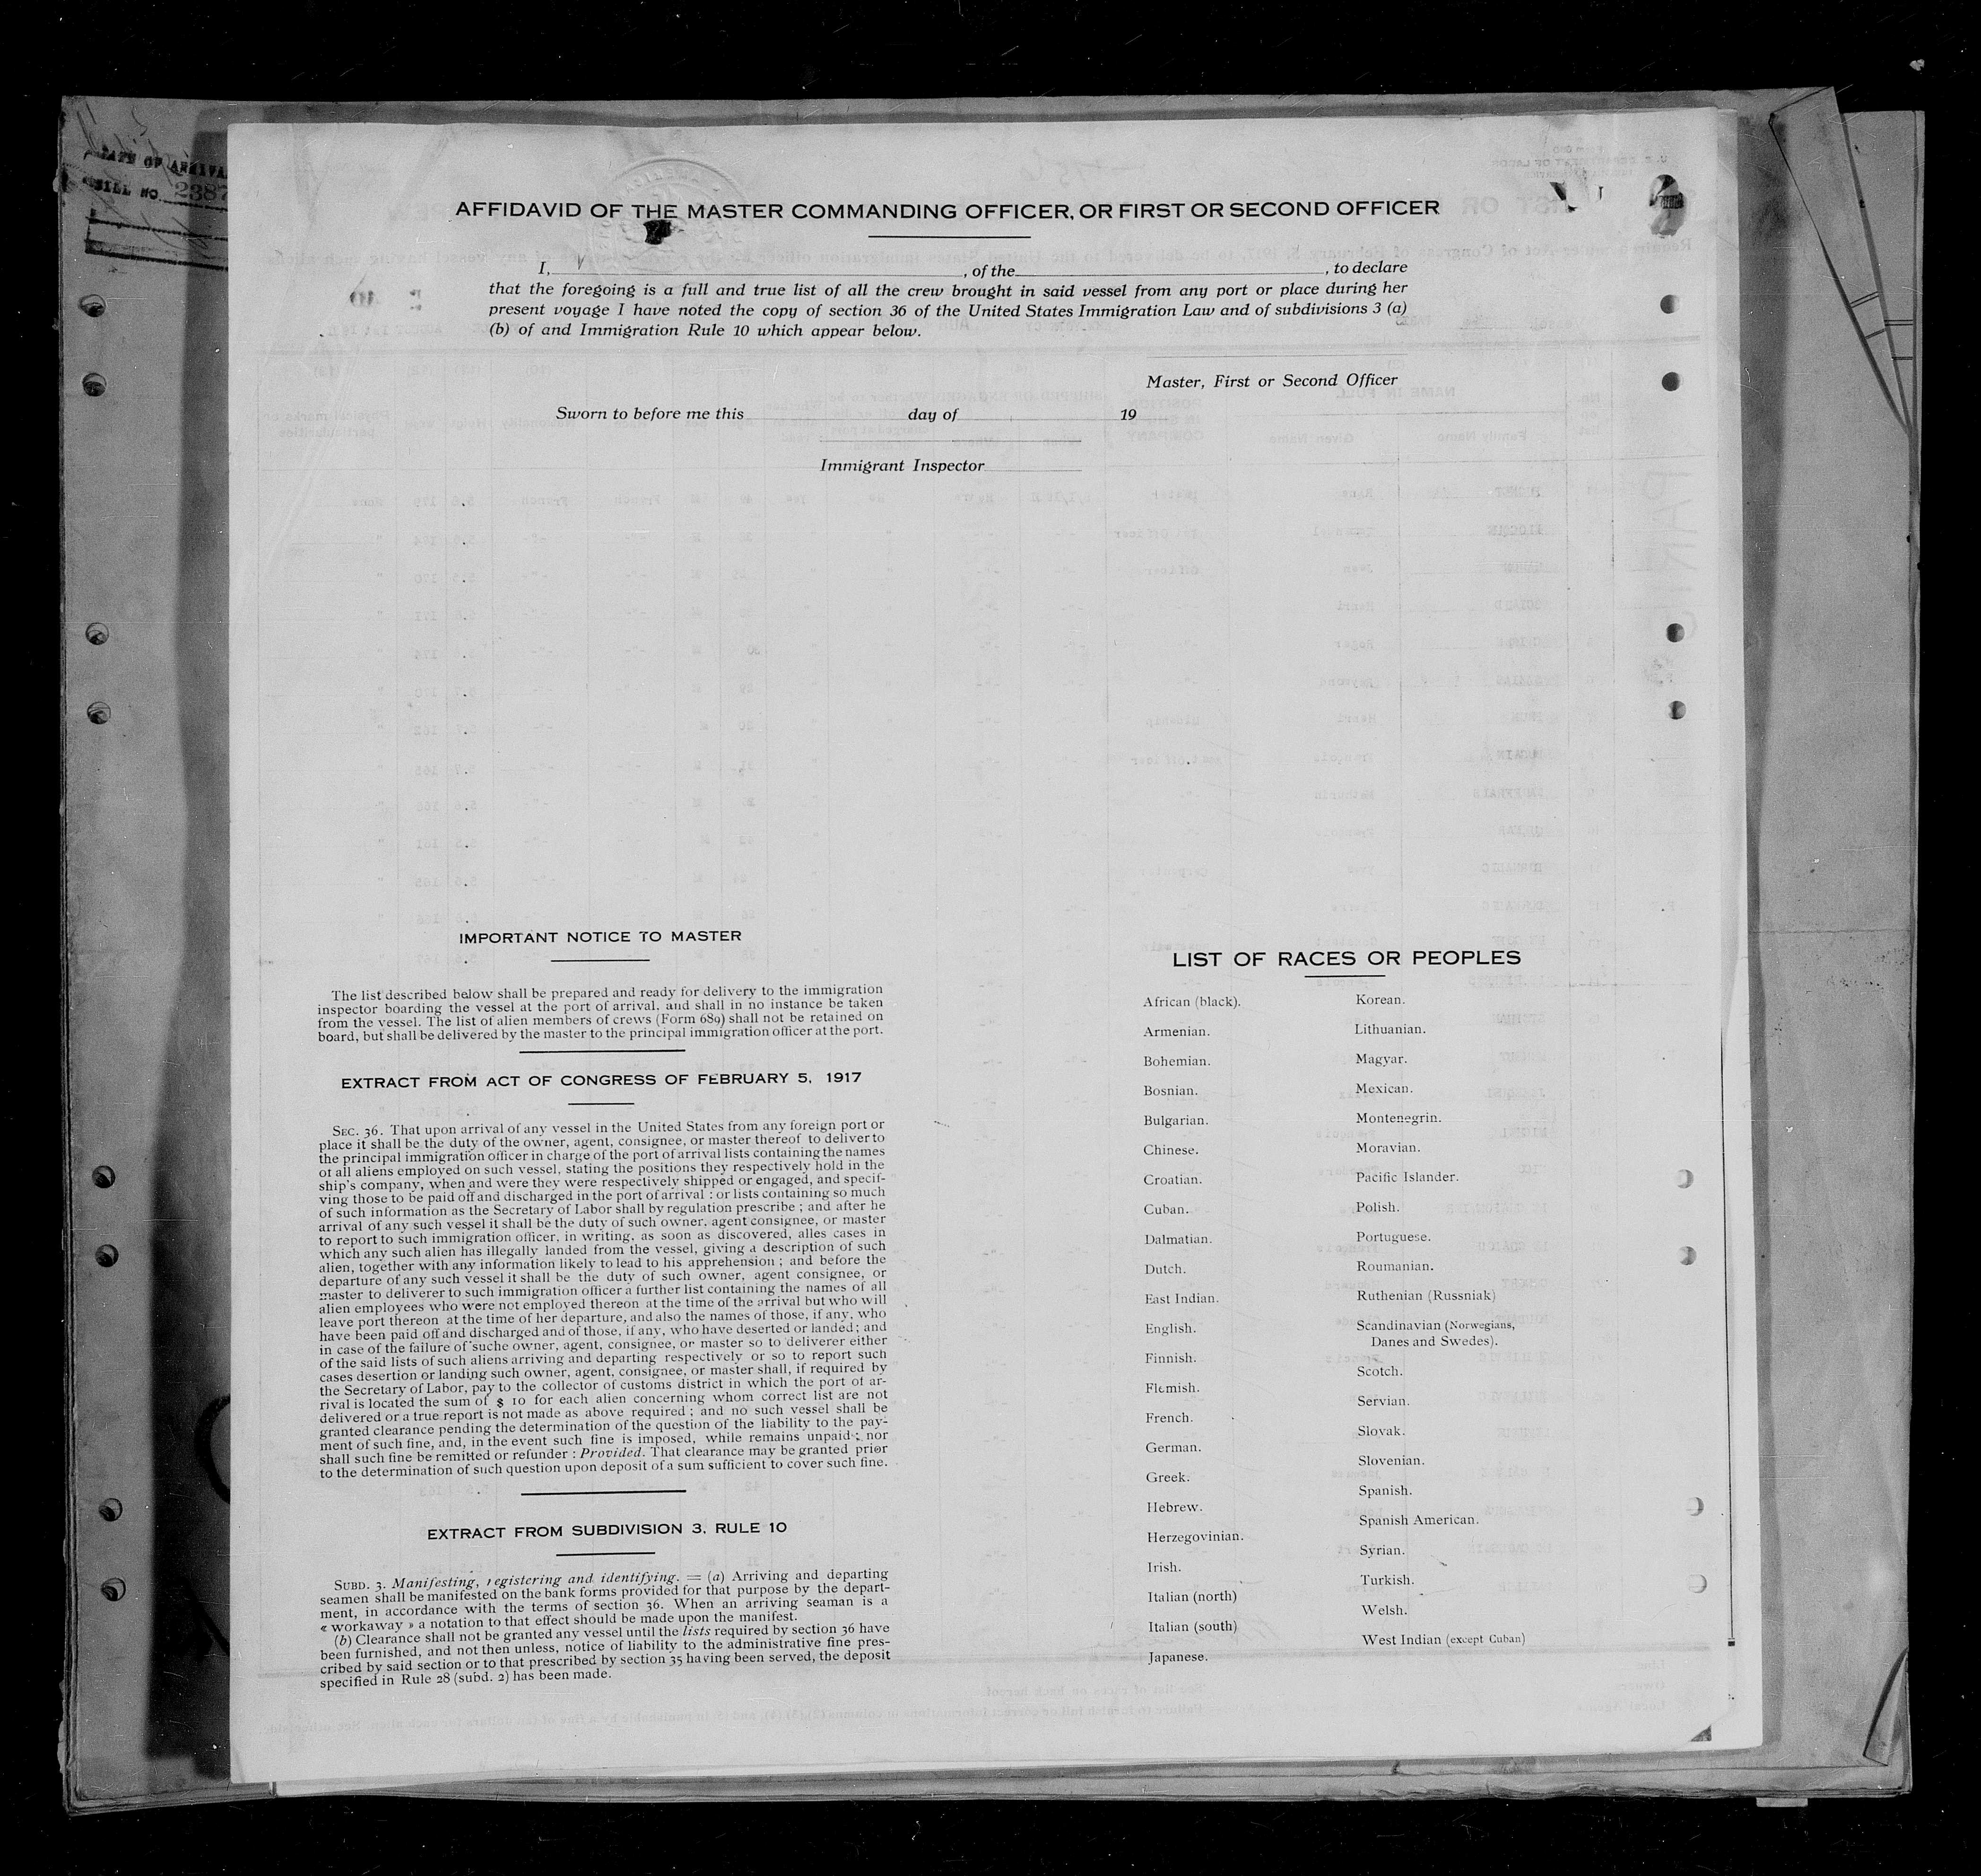 DATE OF ARRIVA
BILL NO. 2387
AFFIDAVID OF THE MASTER COMMANDING OFFICER, OR FIRST OR SECOND OFFICER
I, , of the , to declare
that the foregoing is a full and true list of all the crew brought in said vessel from any port or place during her
present voyage I have noted the copy of section 36 of the United States Immigration Law and of subdivisions 3 (a)
(b) of and Immigration Rule 10 which appear below.
Master, First or Second Officer
Sworn to before me this day of 19
Immigrant Inspector
IMPORTANT NOTICE TO MASTER
The list described below shall be prepared and ready for delivery to the immigration
inspector boarding the vessel at the port of arrival, and shall in no instance be taken
from the vessel. The list of alien members of crews (Form 689) shall not be retained on
board, but shall be delivered by the master to the principal immigration officer at the port.
EXTRACT FROM ACT OF CONGRESS OF FEBRUARY 5, 1917
SEC. 36. That upon arrival of any vessel in the United States from any foreign port or
place it shall be the duty of the owner, agent, consignee, or master thereof to deliver to
the principal immigration officer in charge of the port of arrival lists containing the names
ot all aliens employed on such vessel, stating the positions they respectively hold in the
ship's company, when and were they were respectively shipped or engaged, and specif-
ving those to be paid off and discharged in the port of arrival : or lists containing so much
of such information as the Secretary of Labor shall by regulation prescribe ; and after he
arrival of any such vessel it shall be the duty of such owner. agent consignee, or master
to report to such immigration officer, in writing, as soon as discovered, alles cases in
which any such alien has illegally landed from the vessel, giving a description of such
alien, together with any information likely to lead to his apprehension ; and before the
departure of any such vessel it shall be the duty of such owner, agent consignee, or
master to deliverer to such immigration officer a further list containing the names of all
alien employees who were not employed thereon at the time of the arrival but who will
leave port thereon at the time of her departure, and also the names of those, if any, who
have been paid off and discharged and of those, if any, who have deserted or landed ; and
in case of the failure of suche owner, agent, consignee, or master so to deliverer either
of the said lists of such aliens arriving and departing respectively or so to report such
cases desertion or landing such owner, agent, consignee, or master shall, if required by
the Secretary of Labor, pay to the collector of customs district in which the port of ar-
rival is located the sum of $ 10 for each alien concerning whom correct list are not
delivered or a true report is not made as above required ; and no such vessel shall be
granted clearance pending the determination of the question of the liability to the pay-
ment of such fine, and, in the event such fine is imposed, while remains unpaid ; nor
shall such fine be remitted or refunder : Provided. That clearance may be granted prior
to the determination of such question upon deposit of a sum sufficient to cover such fine.
EXTRACT FROM SUBDIVISION 3. RULE 10
SUBD. 3. Manifesting, registering and identifying. = (a) Arriving and departing
seamen shall be manifested on the bank forms provided for that purpose by the depart-
ment, in accordance with the terms of section 36. When an arriving seaman is a
« workaway » a notation to that effect should be made upon the manifest.
(b) Clearance shall not be granted any vessel until the lists required by section 36 have
been furnished, and not then unless, notice of liability to the administrative fine pres-
cribed by said section or to that prescribed by section 35 having been served, the deposit
specified in Rule 28 (subd. 2) has been made.
LIST OF RACES OR PEOPLES
African (black).
Armenian.
Bohemian.
Bosnian.
Bulgarian.
Chinese.
Croatian.
Cuban.
Dalmatian.
Dutch.
East Indian.
English.
Finnish.
Flemish.
French.
German.
Greek.
Hebrew.
Herzegovinian.
Irish.
Italian (north)
Italian (south)
Japanese.
Korean.
Lithuanian.
Magyar.
Mexican.
Montenegrin.
Moravian.
Pacific Islander.
Polish.
Portuguese.
Roumanian.
Ruthenian (Russniak)
Scandinavian (Norwegians,
Danes and Swedes).
Scotch.
Servian.
Slovak.
Slovenian.
Spanish.
Spanish American.
Syrian.
Turkish.
Welsh.
West Indian (except Cuban)